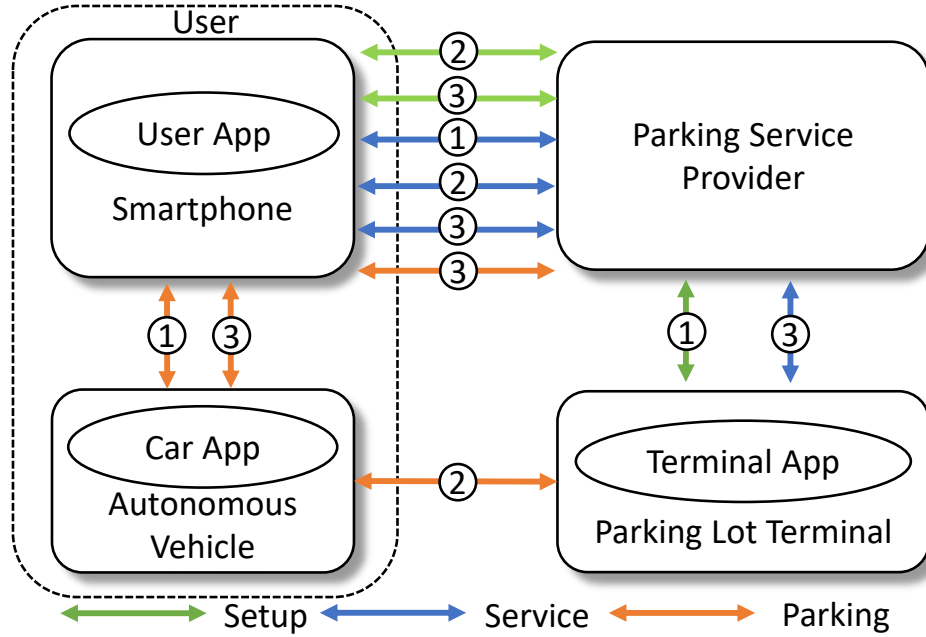 User
User App
Smartphone
2
3
1
2
3
3
Parking Service
Provider
1
3
1
3
Car App
Autonomous
Vehicle
2
Terminal App
Parking Lot Terminal
Setup
Service
Parking